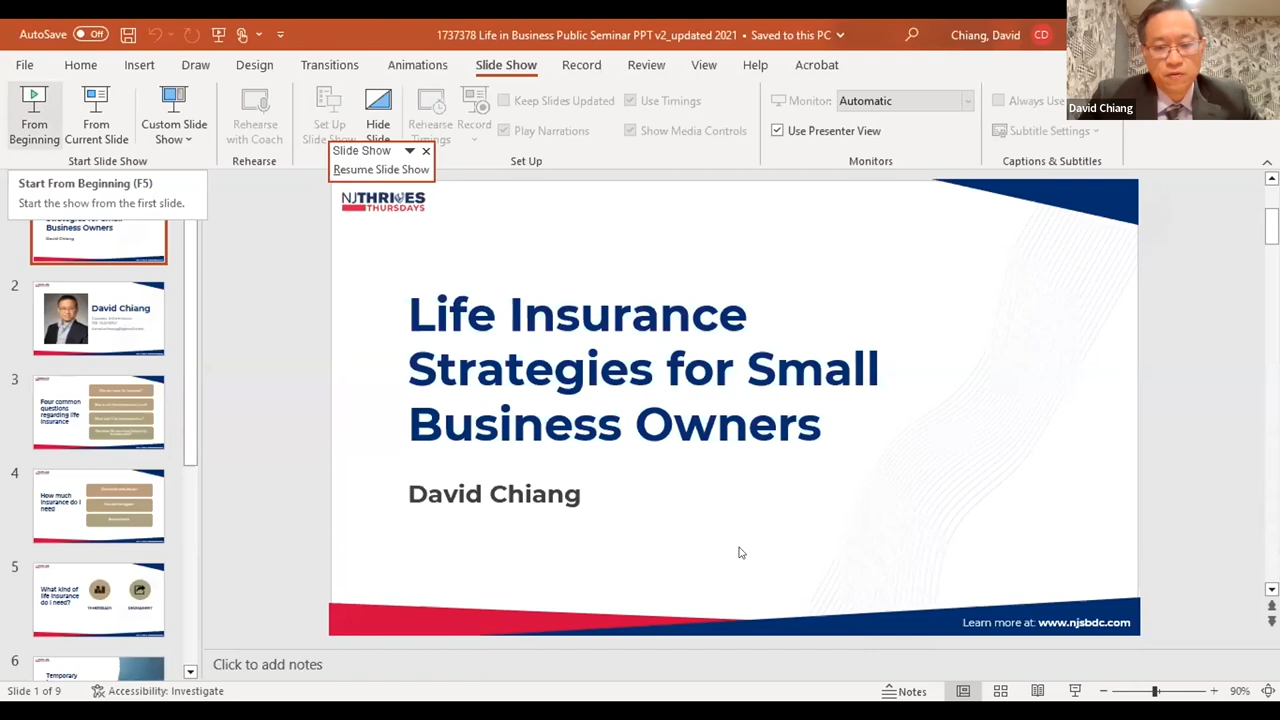 AutoSave Off
1737378 Life in Business Public Seminar PPT v2_updated 2021 • Saved to this PC
Chiang, David CD
File Home Insert Draw Design Transitions Animations Slide Show Record Review View Help Acrobat
David Chiang
From Beginning
From Current Slide
Custom Slide Show
Rehearse with Coach
Set Up Slide Show
Hide Slide
Rehearse Timings
Record
Keep Slides Updated
Use Timings
Play Narrations
Show Media Controls
Monitor: Automatic
Use Presenter View
Always Use
Subtitle Settings
Start Slide Show
Rehearse
Set Up
Monitors
Captions & Subtitles
Slide Show
Resume Slide Show
Start From Beginning (F5)
Start the show from the first slide.
Strategies for Small
Business Owners
David Chiang
2
David Chiang
3
Four common
questions
regarding life
insurance
4
How much
insurance do I
need
5
What kind of
life insurance
do I need?
6
Temporary
NJTHRIVES
THURSDAYS
Life Insurance
Strategies for Small
Business Owners
David Chiang
Learn more at: www.njsbdc.com
Click to add notes
Slide 1 of 9
Accessibility: Investigate
Notes
90%